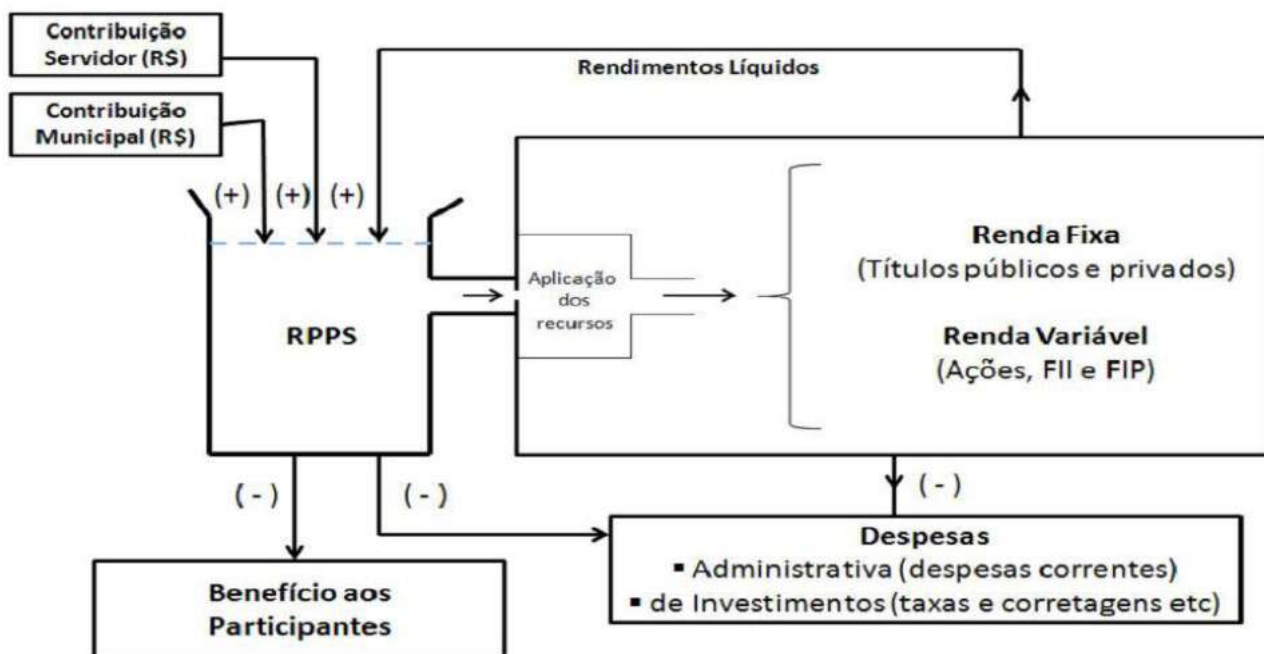 Contribuição
Servidor (R$)
Contribuição
Municipal (R$)
Rendimentos Líquidos
(+) (+) (+)
RPPS
Aplicação
dos
recursos
Renda Fixa
(Títulos públicos e privados)
Renda Variável
(Ações, FII e FIP)
(-)
(-)
(-)
Benefício aos
Participantes
Despesas
▪ Administrativa (despesas correntes)
▪ de Investimentos (taxas e corretagens etc)